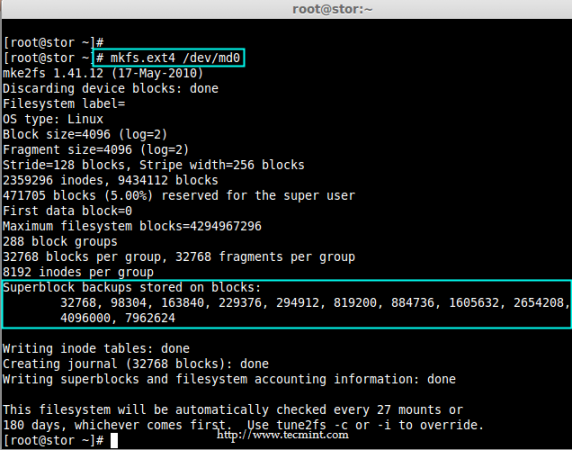 root@stor:~
[root@stor ~]#
[root@stor ~]# mkfs.ext4 /dev/md0
mke2fs 1.41.12 (17-May-2010)
Discarding device blocks: done
Filesystem label=
OS type: Linux
Block size=4096 (log=2)
Fragment size=4096 (log=2)
Stride=128 blocks, Stripe width=256 blocks
2359296 inodes, 9434112 blocks
471705 blocks (5.00%) reserved for the super user
First data block=0
Maximum filesystem blocks=4294967296
288 block groups
32768 blocks per group, 32768 fragments per group
8192 inodes per group
Superblock backups stored on blocks:
32768, 98304, 163840, 229376, 294912, 819200, 884736, 1605632, 2654208,
4096000, 7962624
Writing inode tables: done
Creating journal (32768 blocks): done
Writing superblocks and filesystem accounting information: done
This filesystem will be automatically checked every 27 mounts or
180 days, whichever comes first.  Use tune2fs -c or -i to override.
[root@stor ~]#
http://www.tecmint.com